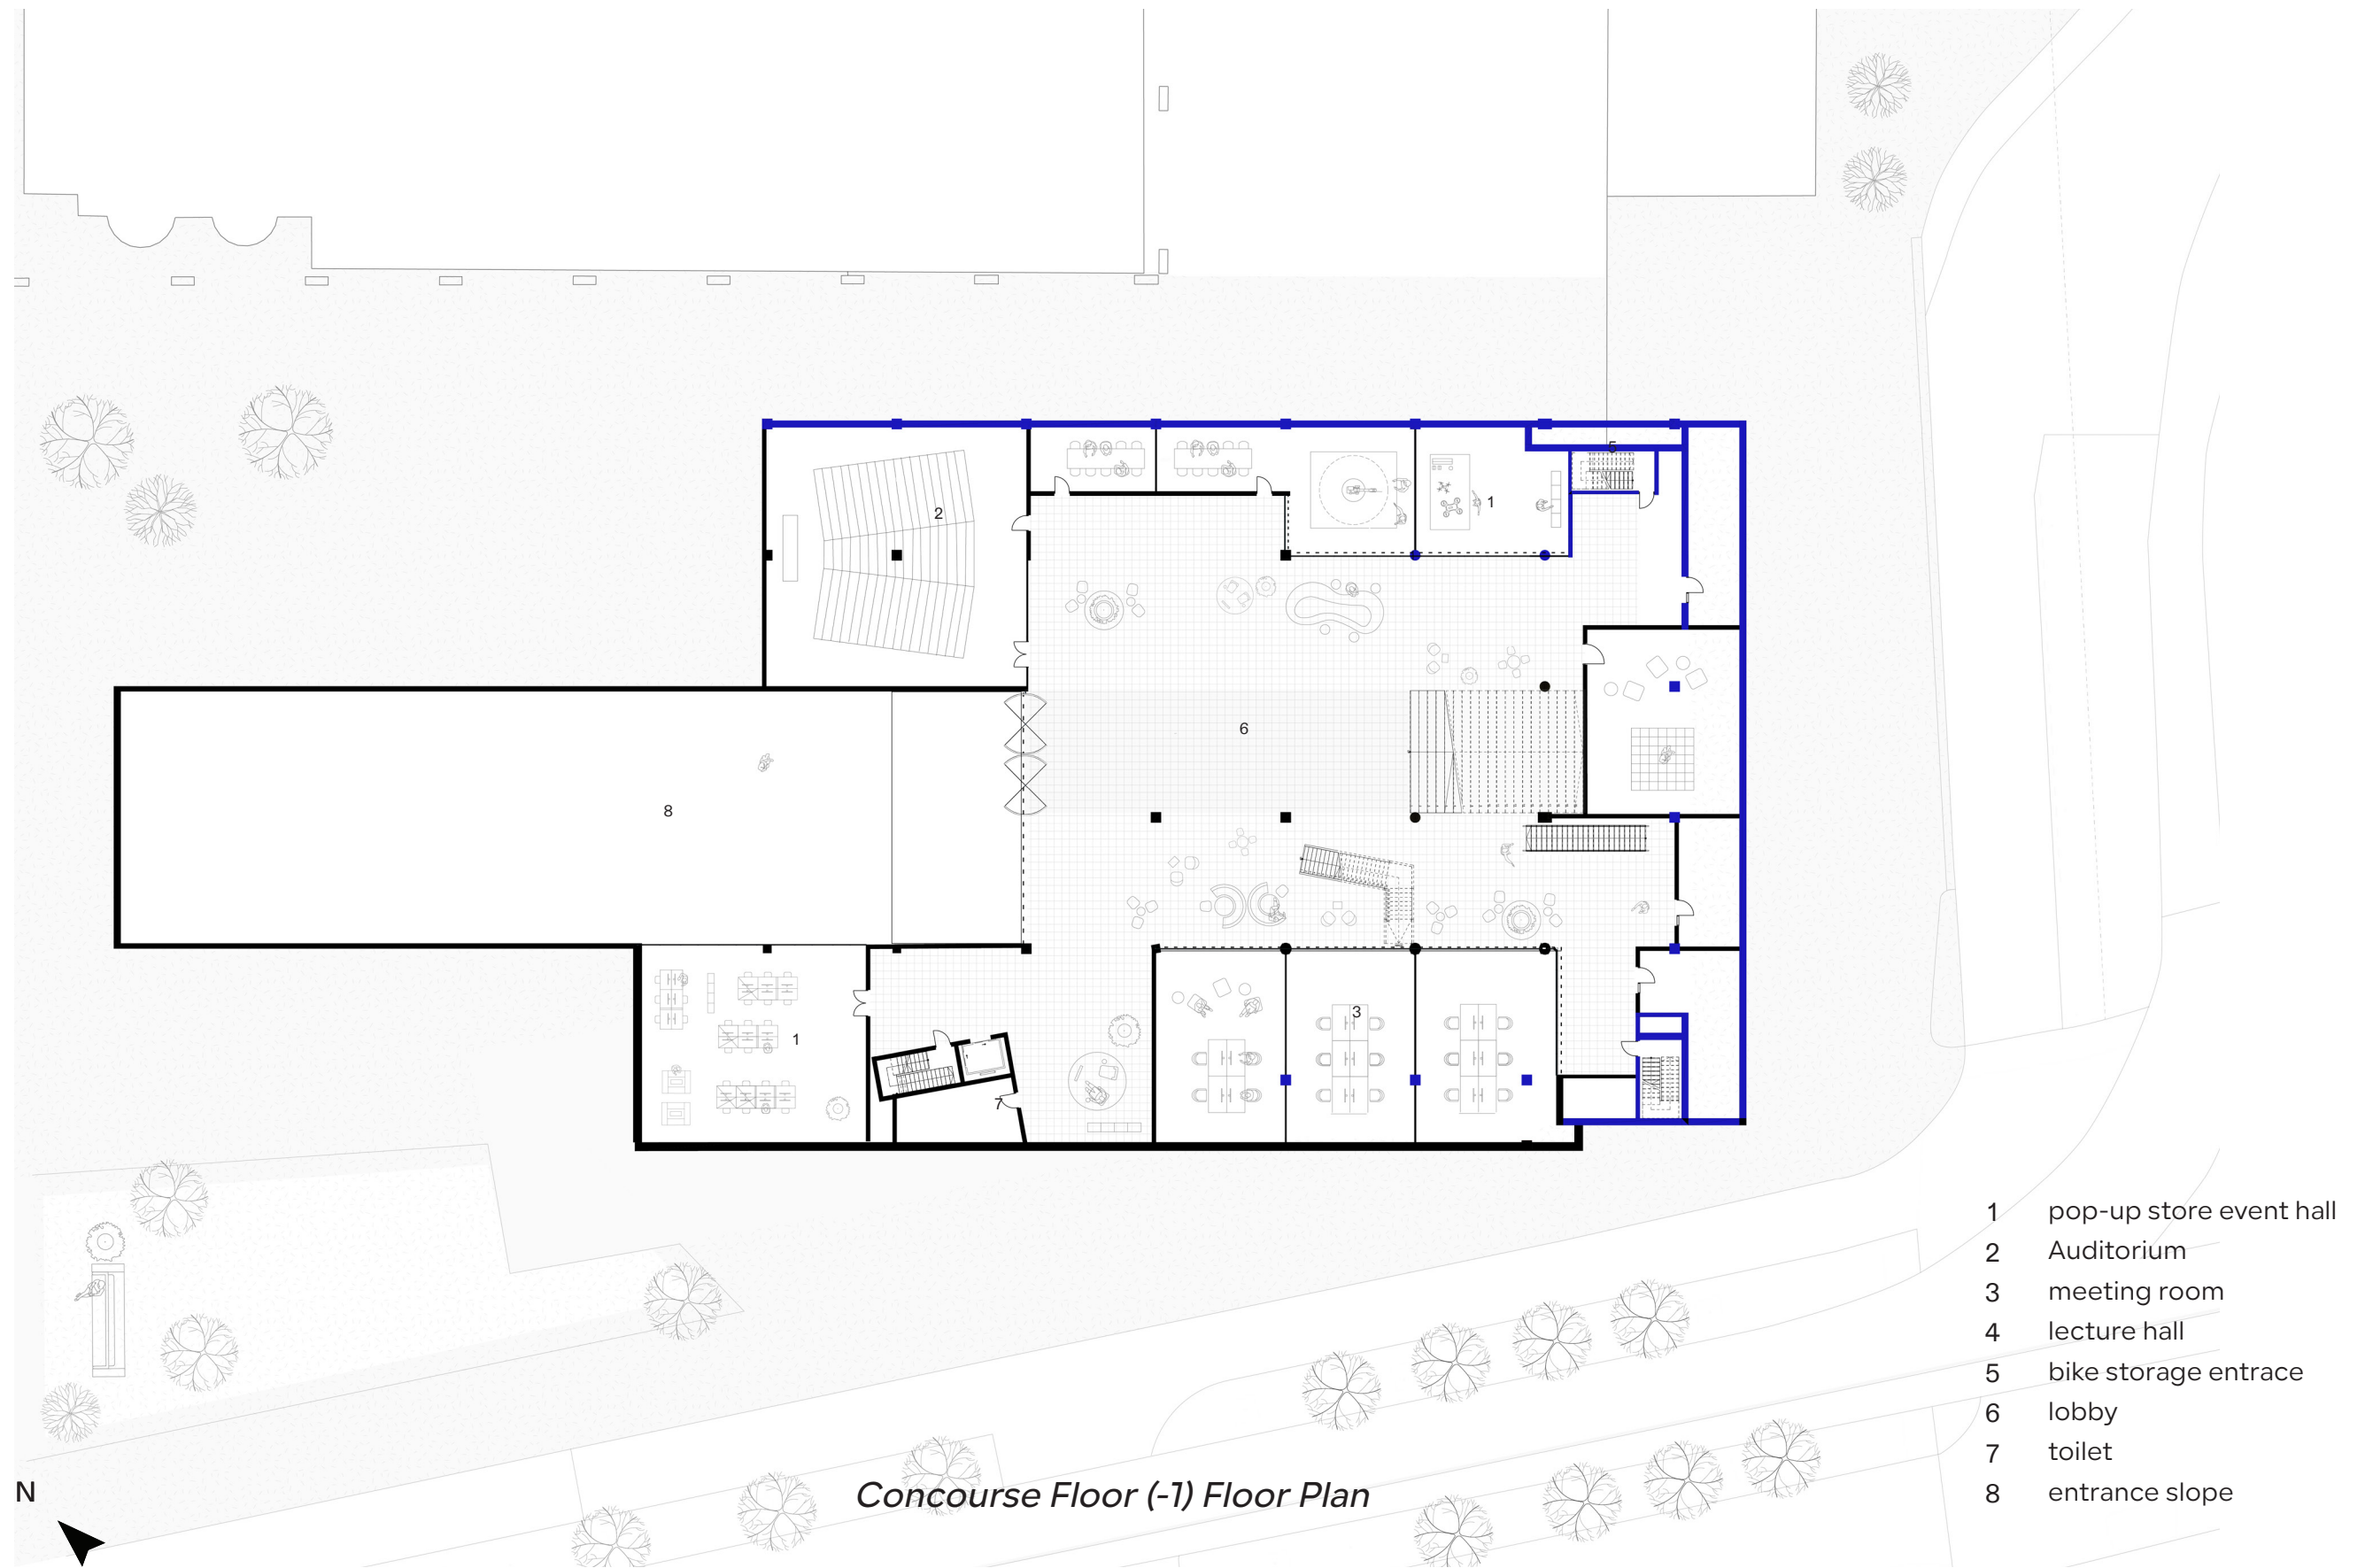 5
2
1
6
8
3
1
7
1 pop-up store event hall
2 Auditorium
3 meeting room
4 lecture hall
5 bike storage entrace
6 lobby
7 toilet
8 entrance slope
N
Concourse Floor (-1) Floor Plan